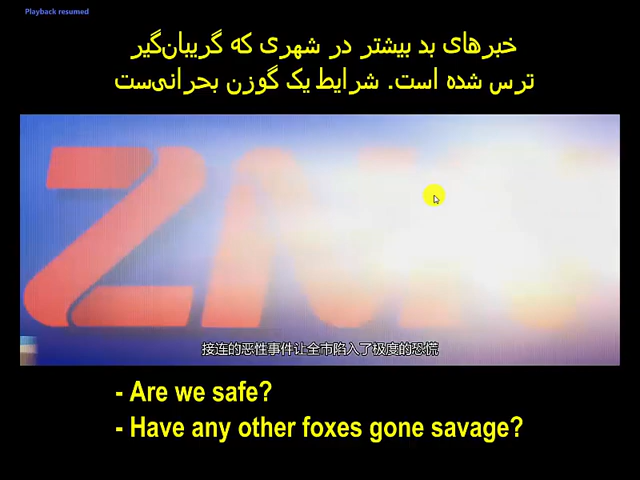 Playback resumed
خبرهای بد بیشتر در شهری که گریبان‌گیر
ترس شده است. شرایط یک گوزن بحرانی‌ست
ZNN
接连的恶性事件让全市陷入了极度的恐慌
- Are we safe?
- Have any other foxes gone savage?